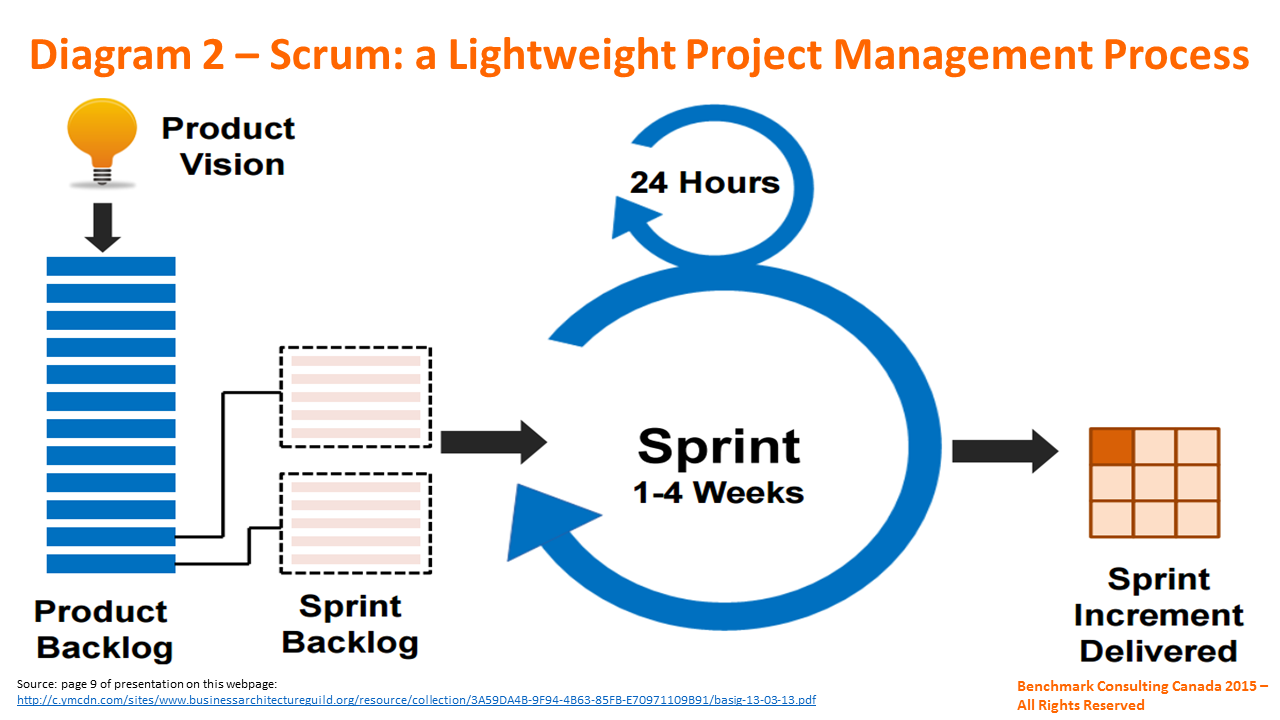 Diagram 2 – Scrum: a Lightweight Project Management Process
Product
Vision
24 Hours
Sprint
1-4 Weeks
Product
Backlog
Sprint
Backlog
Sprint
Increment
Delivered
Source: page 9 of presentation on this webpage:
http://c.ymcdn.com/sites/www.businessarchitectureguild.org/resource/collection/3A59DA4B-9F94-4B63-85FB-E70971109B91/basig-13-03-13.pdf
Benchmark Consulting Canada 2015 –
All Rights Reserved